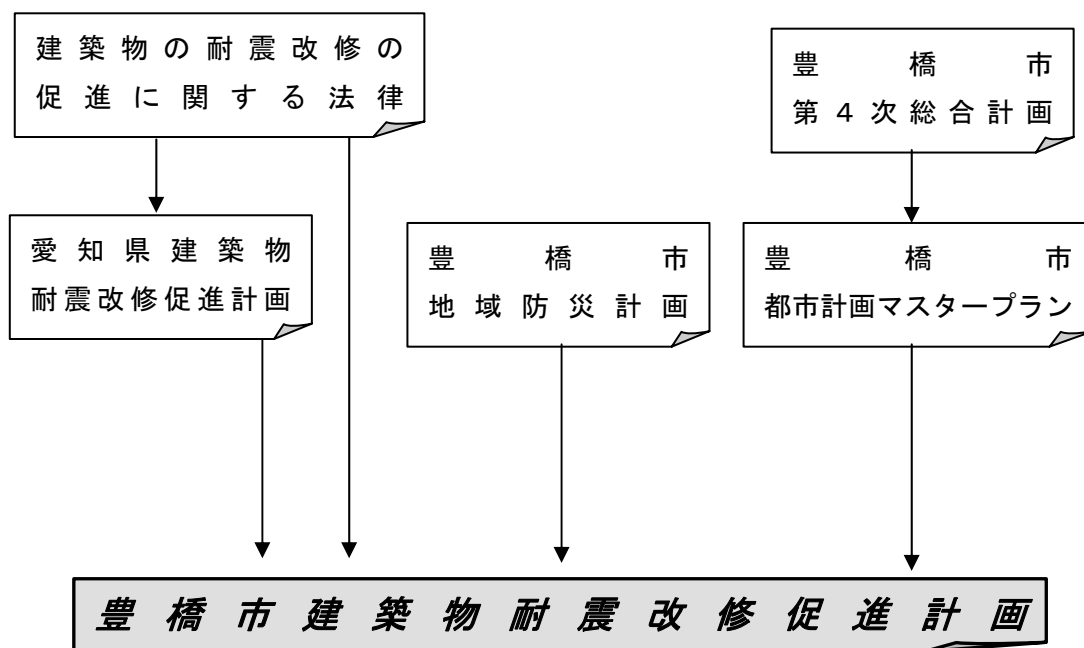 建築物の耐震改修の
促進に関する法律
豊橋市
第４次総合計画
愛知県建築物
耐震改修促進計画
豊橋市
地域防災計画
豊橋市
都市計画マスタープラン
豊橋市建築物耐震改修促進計画